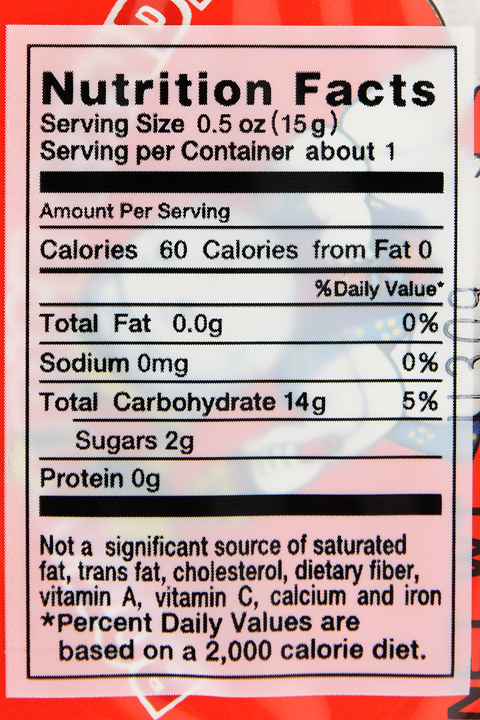 Nutrition Facts
Serving Size 0.5 oz (15g)
Serving per Container about 1
Amount Per Serving
Calories 60 Calories from Fat 0
%Daily Value*
Total Fat 0.0g 0%
Sodium 0mg 0%
Total Carbohydrate 14g 5%
Sugars 2g
Protein 0g
Not a significant source of saturated
fat, trans fat, cholesterol, dietary fiber,
vitamin A, vitamin C, calcium and iron
*Percent Daily Values are
based on a 2,000 calorie diet.